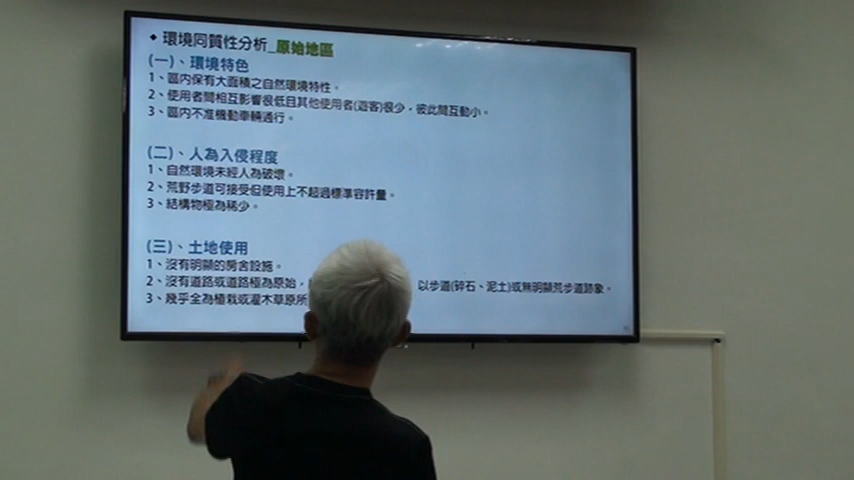 ◆ 環境同質性分析_原始地區
(一)、環境特色
1、區內保有大面積之自然環境特性。
2、使用者間相互影響很低且其他使用者(遊客)很少，彼此間互動小。
3、區內不准機動車輛通行。
(二)、人為入侵程度
1、自然環境未經人為破壞。
2、荒野步道可接受但使用上不超過標準容許量。
3、結構物極為稀少。
(三)、土地使用
1、沒有明顯的房舍設施。
2、沒有道路或道路極為原始， 以步道(碎石、泥土)或無明顯荒步道跡象。
3、幾乎全為植栽或灌木草原所